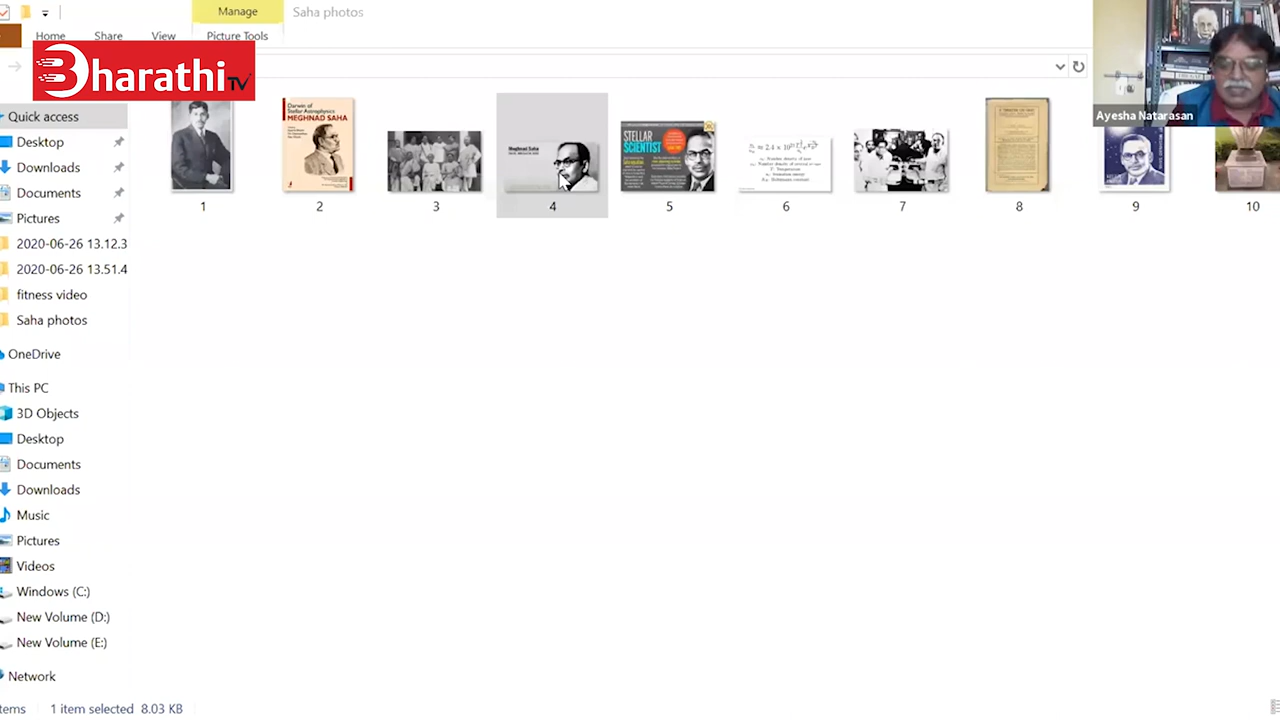 Manage
Saha photos
Home
Share
View
Picture Tools
Bharathi TV
Quick access
Desktop
Downloads
Documents
Pictures
2020-06-26 13.12.3
2020-06-26 13.51.4
fitness video
Saha photos
OneDrive
This PC
3D Objects
Desktop
Documents
Downloads
Music
Pictures
Videos
Windows (C:)
New Volume (D:)
New Volume (E:)
Network
Darwin of
Stellar Astrophysics
MEGHNAD SAHA
Meghnad Saha
STELLAR
SCIENTIST
1
2
3
4
5
6
7
8
9
10
Ayesha Natarasan
tems
1 item selected 8.03 KB